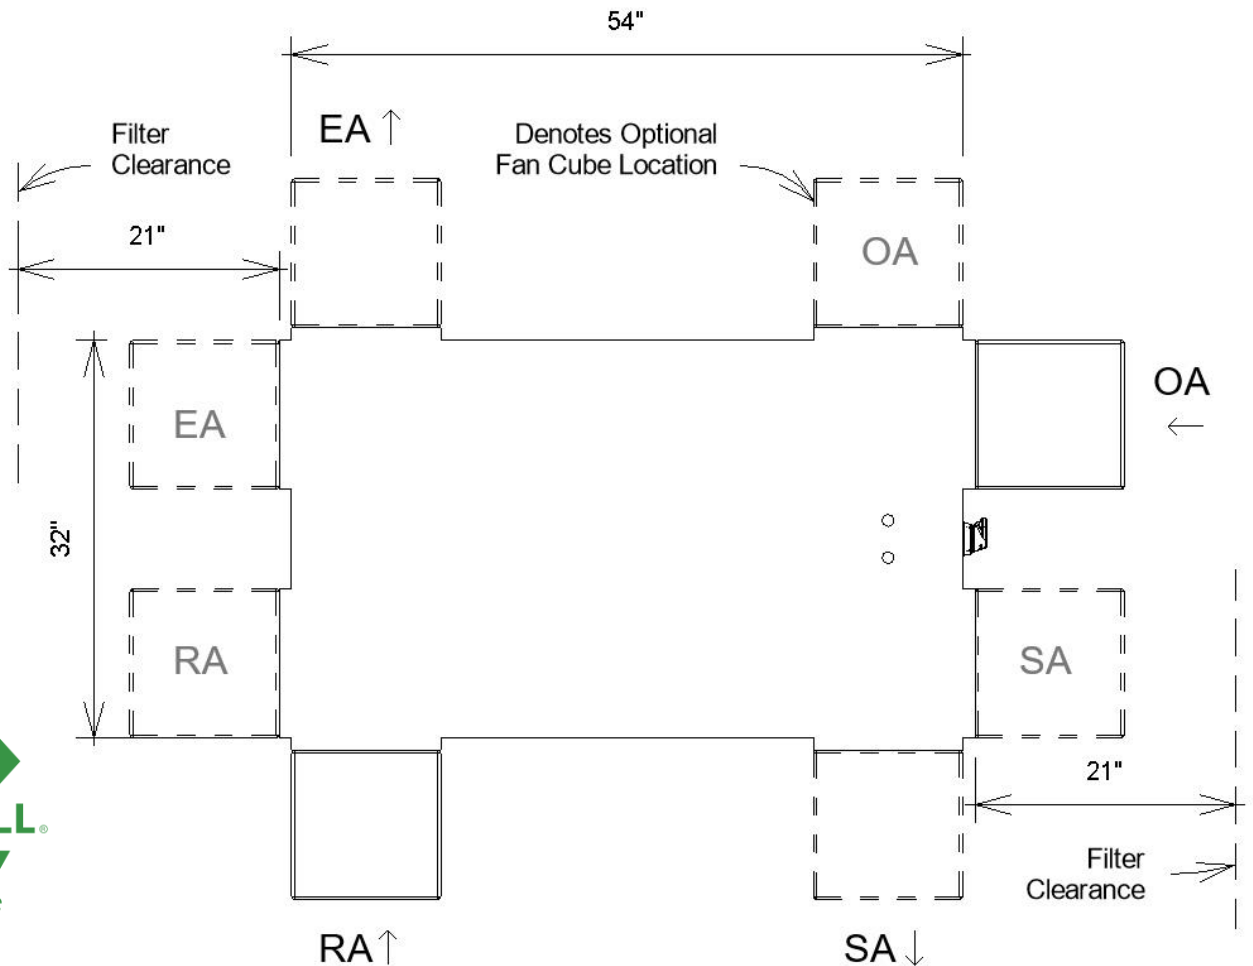 54"
EA
Filter
Clearance
Denotes Optional
Fan Cube Location
21"
OA
EA
OA
32"
RA
SA
21"
LL®
Filter
Clearance
RA
SA